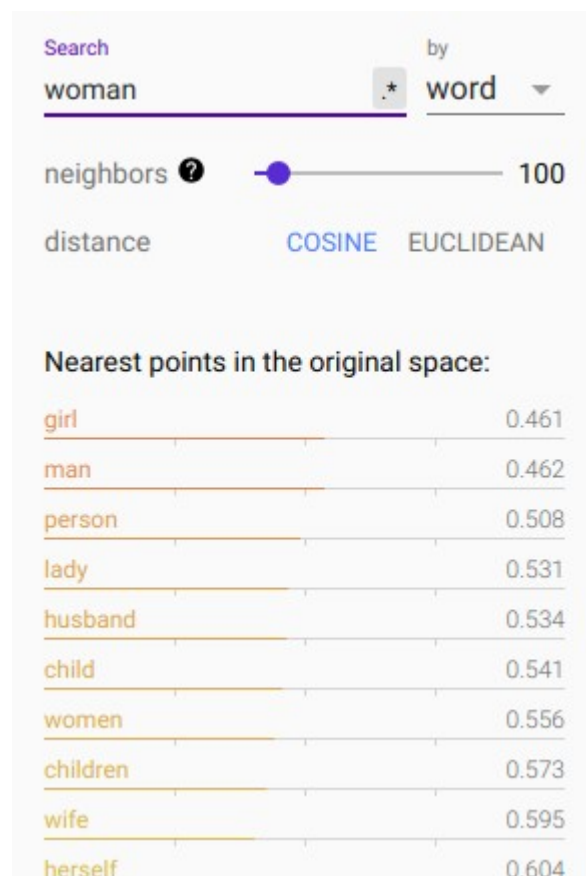 Search by
woman .* word
neighbors ? 100
distance COSINE EUCLIDEAN
Nearest points in the original space:
girl 0.461
man 0.462
person 0.508
lady 0.531
husband 0.534
child 0.541
women 0.556
children 0.573
wife 0.595
herself 0.604